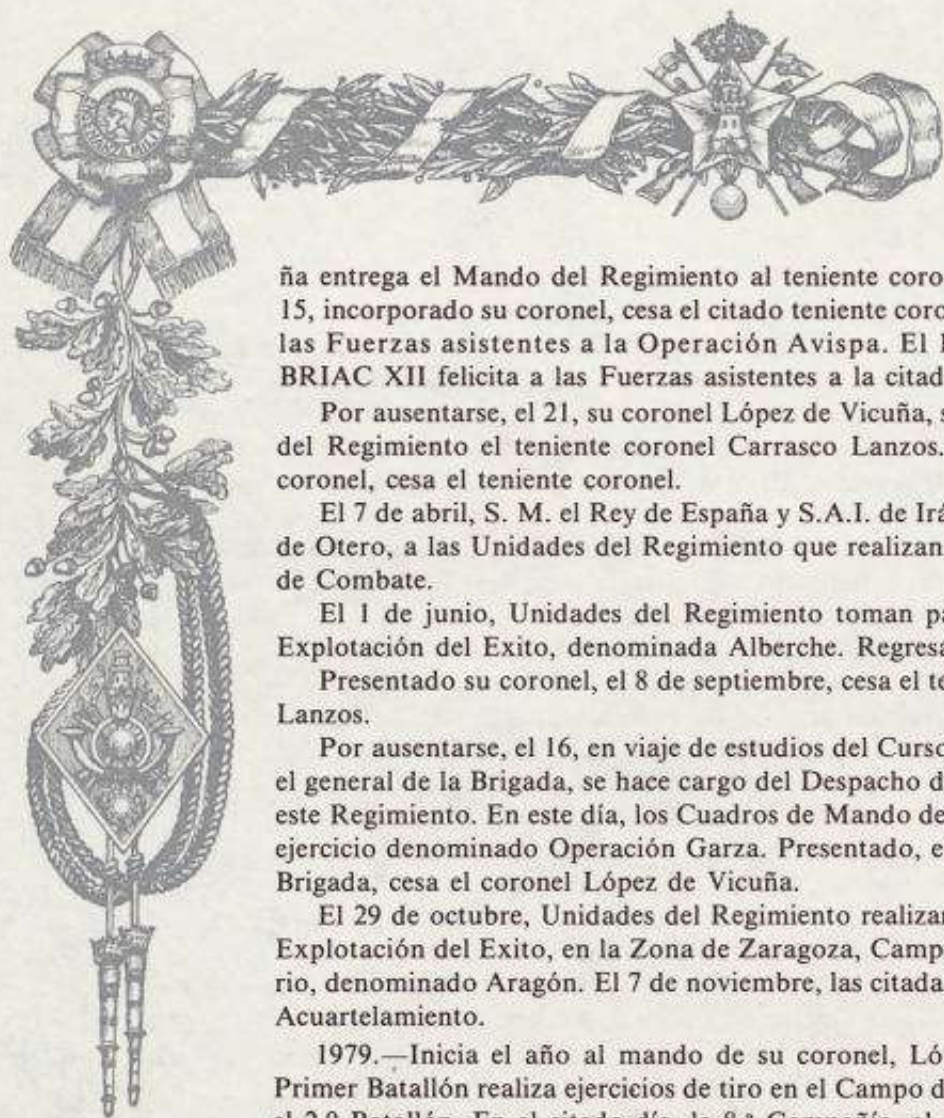 ña entrega el Mando del Regimiento al teniente coro
15, incorporado su coronel, cesa el citado teniente coro
las Fuerzas asistentes a la Operación Avispa. El
BRIAC XII felicita a las Fuerzas asistentes a la citad
Por ausentarse, el 21, su coronel López de Vicuña, s
del Regimiento el teniente coronel Carrasco Lanzos.
coronel, cesa el teniente coronel.
El 7 de abril, S. M. el Rey de España y S.A.I. de Irá
de Otero, a las Unidades del Regimiento que realizan
de Combate.
El 1 de junio, Unidades del Regimiento toman pa
Explotación del Exito, denominada Alberche. Regresa
Presentado su coronel, el 8 de septiembre, cesa el te
Lanzos.
Por ausentarse, el 16, en viaje de estudios del Curso
el general de la Brigada, se hace cargo del Despacho d
este Regimiento. En este día, los Cuadros de Mando de
ejercicio denominado Operación Garza. Presentado, e
Brigada, cesa el coronel López de Vicuña.
El 29 de octubre, Unidades del Regimiento realizar
Explotación del Exito, en la Zona de Zaragoza, Camp
rio, denominado Aragón. El 7 de noviembre, las citada
Acuartelamiento.
1979.—Inicia el año al mando de su coronel, Ló
Primer Batallón realiza ejercicios de tiro en el Campo d